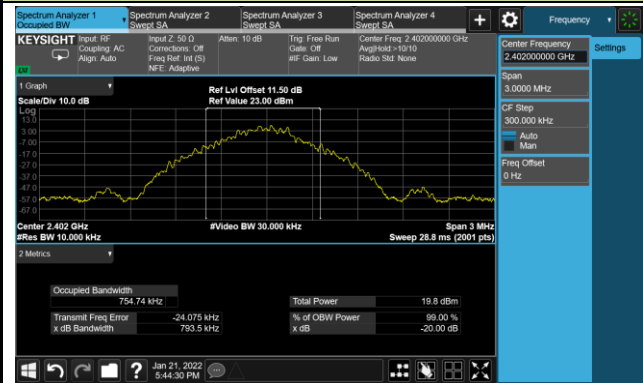 Spectrum Analyzer 1
Occupied BW
Spectrum Analyzer 2
Swept SA
Spectrum Analyzer 3
Swept SA
Spectrum Analyzer 4
Swept SA
+
Frequency
KEYSIGHT
Input: RF
Coupling: AC
Align: Auto
Input Z: 50 Ω
Corrections: Off
Freq Ref: Int (S)
NFE: Adaptive
Atten: 10 dB
Trig: Free Run
Gate: Off
#IF Gain: Low
Center Freq: 2.402000000 GHz
Avg|Hold:>10/10
Radio Std: None
Center Frequency
2.402000000 GHz
Settings
Span
3.0000 MHz
CF Step
300.000 kHz
Auto
Man
Freq Offset
0 Hz
1 Graph
Scale/Div 10.0 dB
Ref Lvl Offset 11.50 dB
Ref Value 23.00 dBm
Log
13.0
3.00
-7.00
-17.0
-27.0
-37.0
-47.0
-57.0
-67.0
Center 2.402 GHz
#Res BW 10.000 kHz
#Video BW 30.000 kHz
Span 3 MHz
Sweep 28.8 ms (2001 pts)
2 Metrics
Occupied Bandwidth
754.74 kHz
Total Power 19.8 dBm
Transmit Freq Error -24.075 kHz
% of OBW Power 99.00 %
x dB Bandwidth 793.5 kHz
x dB -20.00 dB
?
Jan 21, 2022
5:44:30 PM